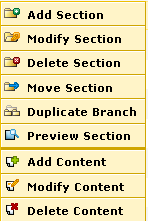 Add Section
Modify Section
Delete Section
Move Section
Duplicate Branch
Preview Section
Add Content
Modify Content
Delete Content